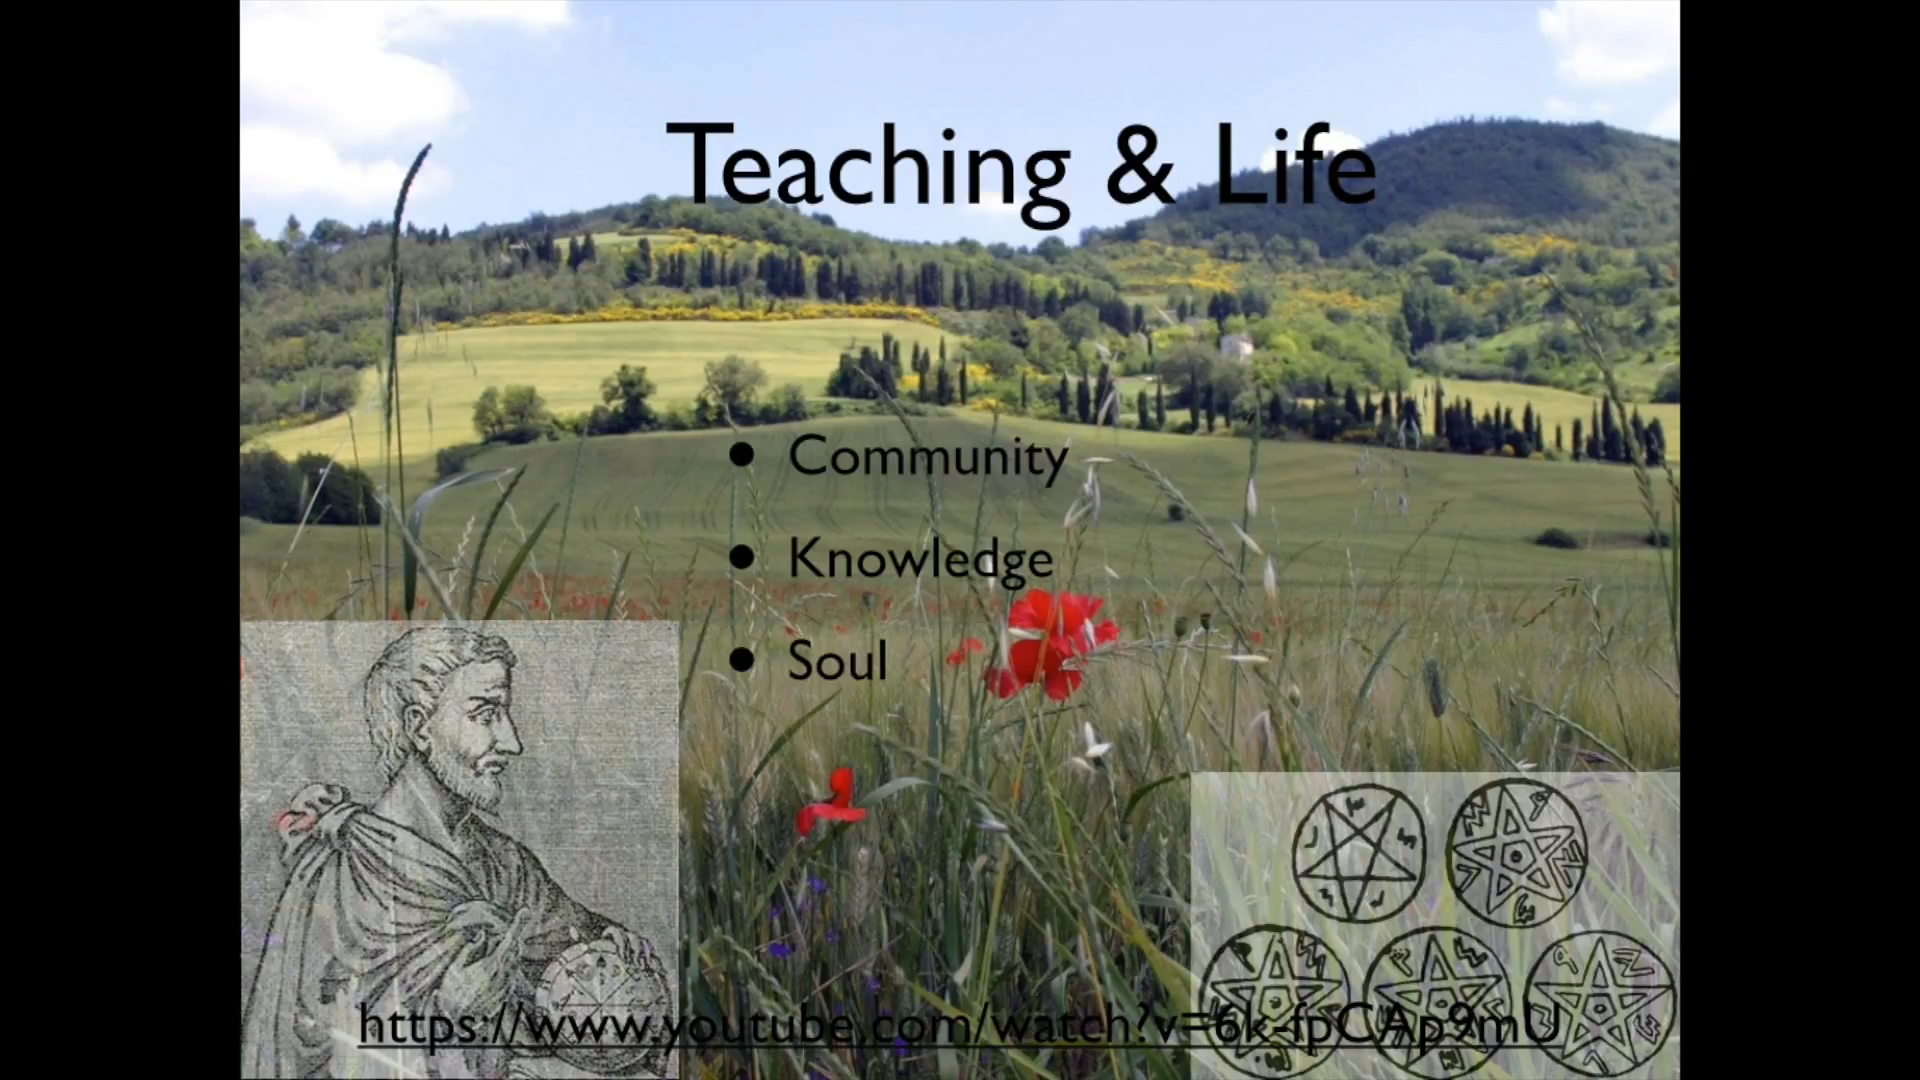 Teaching & Life
● Community
● Knowledge
● Soul
https://www.youtube.com/watch?v=6k-fpCAp9mU